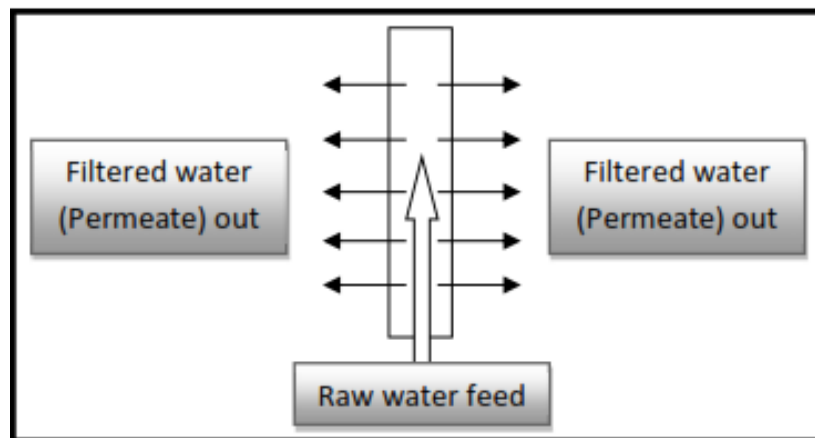 Filtered water
(Permeate) out
Filtered water
(Permeate) out
Raw water feed